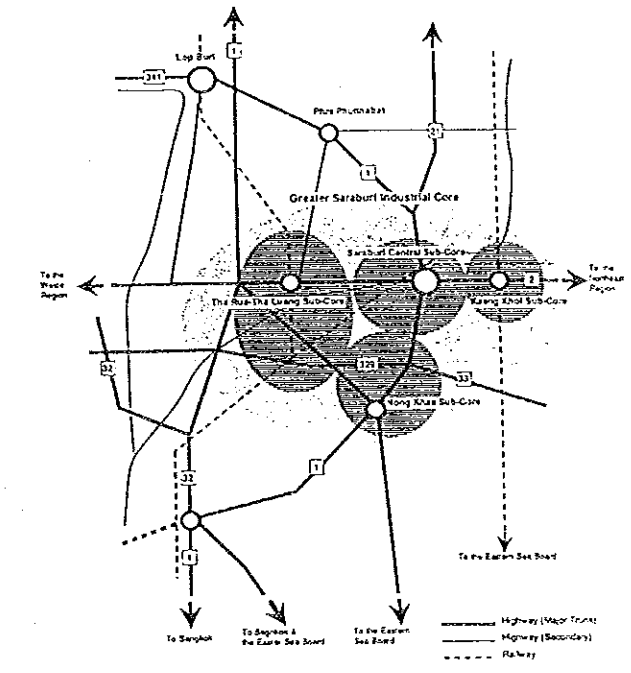 Lop Buri
1
311
Phra Phutthabat
21
1
Greater Saraburi Industrial Core
Saraburi Central Sub-Core
To the
Region
To the
Northeast
Region
2
Kaeng Khoi Sub-Core
Tha Rua-Tha Luang Sub-Core
32
329
33
Nong Khae Sub-Core
1
32
1
To the Eastern Sea Board
To Bangkok
To Bangkok &
the Easter Sea Board
To the Eastern
Sea Board
Highway (Major Trunk)
Highway (Secondary)
Railway